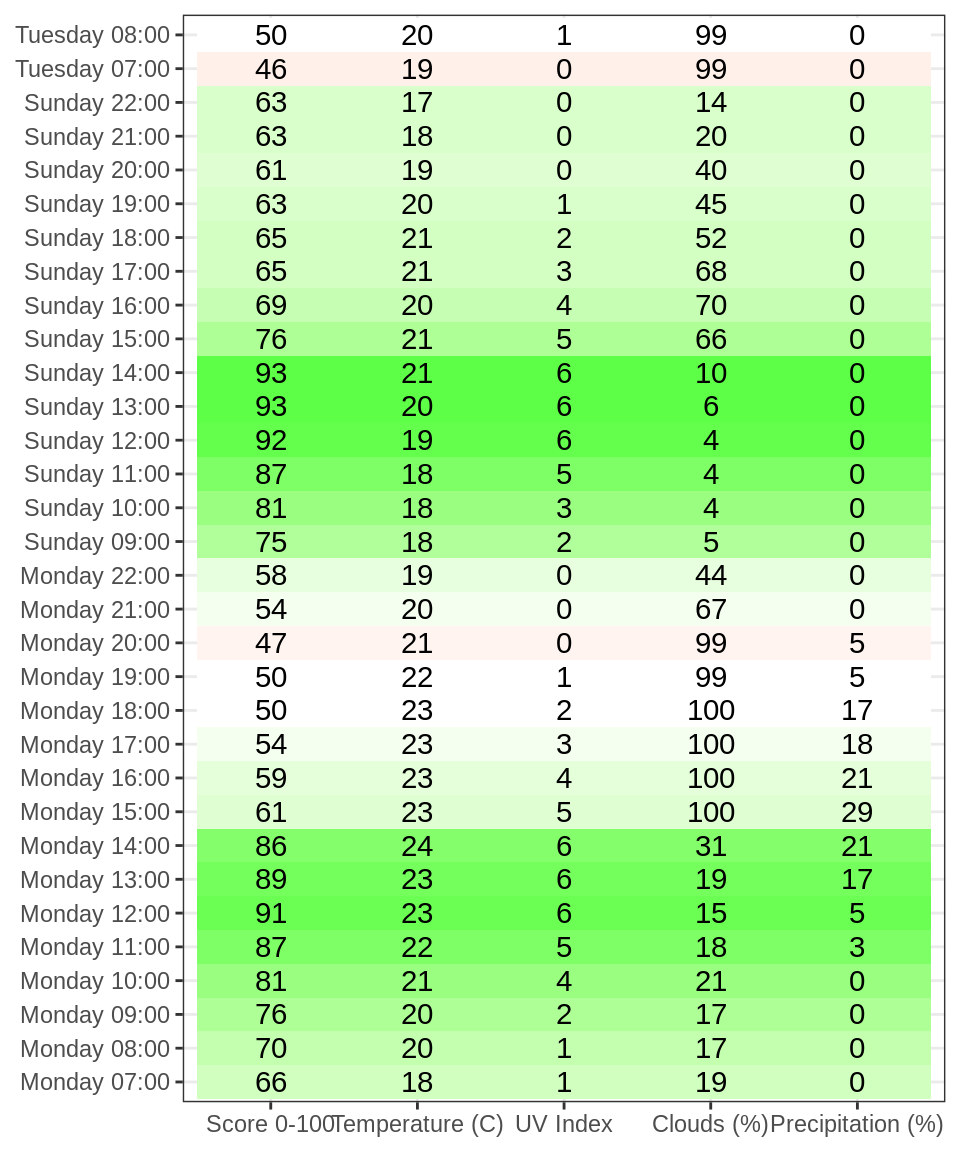 Tuesday 08:00 50 20 1 99 0
Tuesday 07:00 46 19 0 99 0
Sunday 22:00 63 17 0 14 0
Sunday 21:00 63 18 0 20 0
Sunday 20:00 61 19 0 40 0
Sunday 19:00 63 20 1 45 0
Sunday 18:00 65 21 2 52 0
Sunday 17:00 65 21 3 68 0
Sunday 16:00 69 20 4 70 0
Sunday 15:00 76 21 5 66 0
Sunday 14:00 93 21 6 10 0
Sunday 13:00 93 20 6 6 0
Sunday 12:00 92 19 6 4 0
Sunday 11:00 87 18 5 4 0
Sunday 10:00 81 18 3 4 0
Sunday 09:00 75 18 2 5 0
Monday 22:00 58 19 0 44 0
Monday 21:00 54 20 0 67 0
Monday 20:00 47 21 0 99 5
Monday 19:00 50 22 1 99 5
Monday 18:00 50 23 2 100 17
Monday 17:00 54 23 3 100 18
Monday 16:00 59 23 4 100 21
Monday 15:00 61 23 5 100 29
Monday 14:00 86 24 6 31 21
Monday 13:00 89 23 6 19 17
Monday 12:00 91 23 6 15 5
Monday 11:00 87 22 5 18 3
Monday 10:00 81 21 4 21 0
Monday 09:00 76 20 2 17 0
Monday 08:00 70 20 1 17 0
Monday 07:00 66 18 1 19 0
Score 0-100 Temperature (C) UV Index Clouds (%) Precipitation (%)